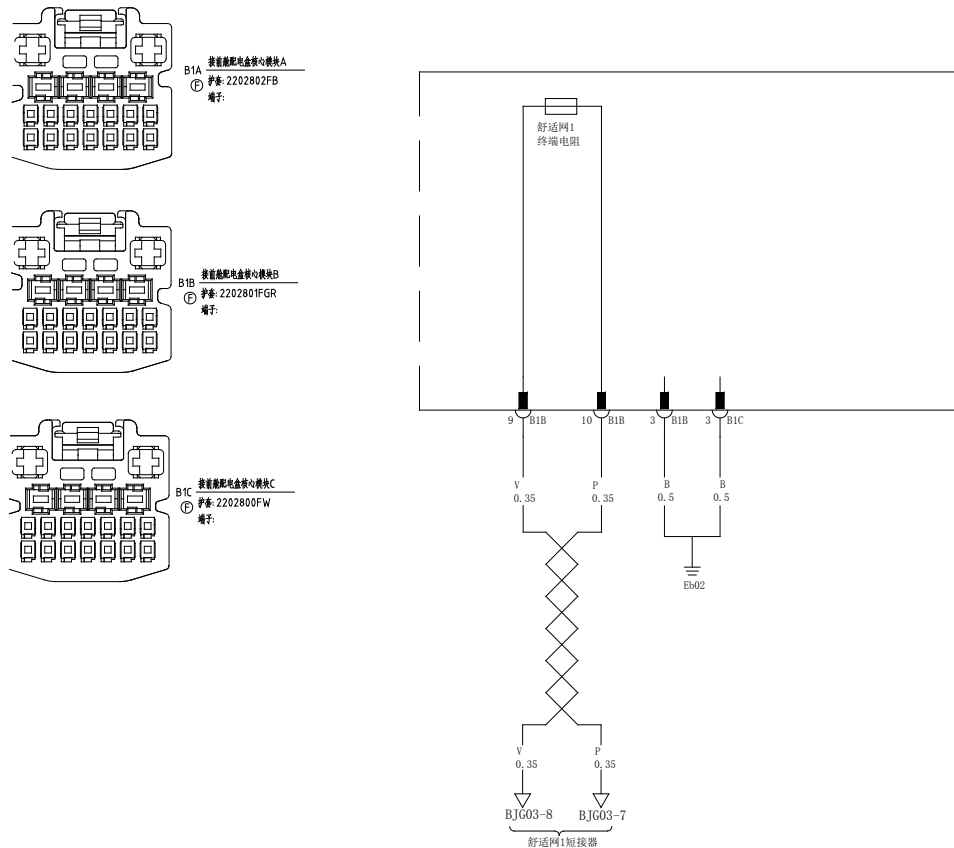 B1A
接前舱配电盒核心模块A
F
护套: 2202802FB
端子:
B1B
接前舱配电盒核心模块B
F
护套: 2202801FGR
端子:
B1C
接前舱配电盒核心模块C
F
护套: 2202800FW
端子:
舒适网1
终端电阻
9 B1B
10 B1B
3 B1B
3 B1C
V
0.35
P
0.35
B
0.5
B
0.5
Eb02
V
0.35
P
0.35
BJG03-8
BJG03-7
舒适网1短接器